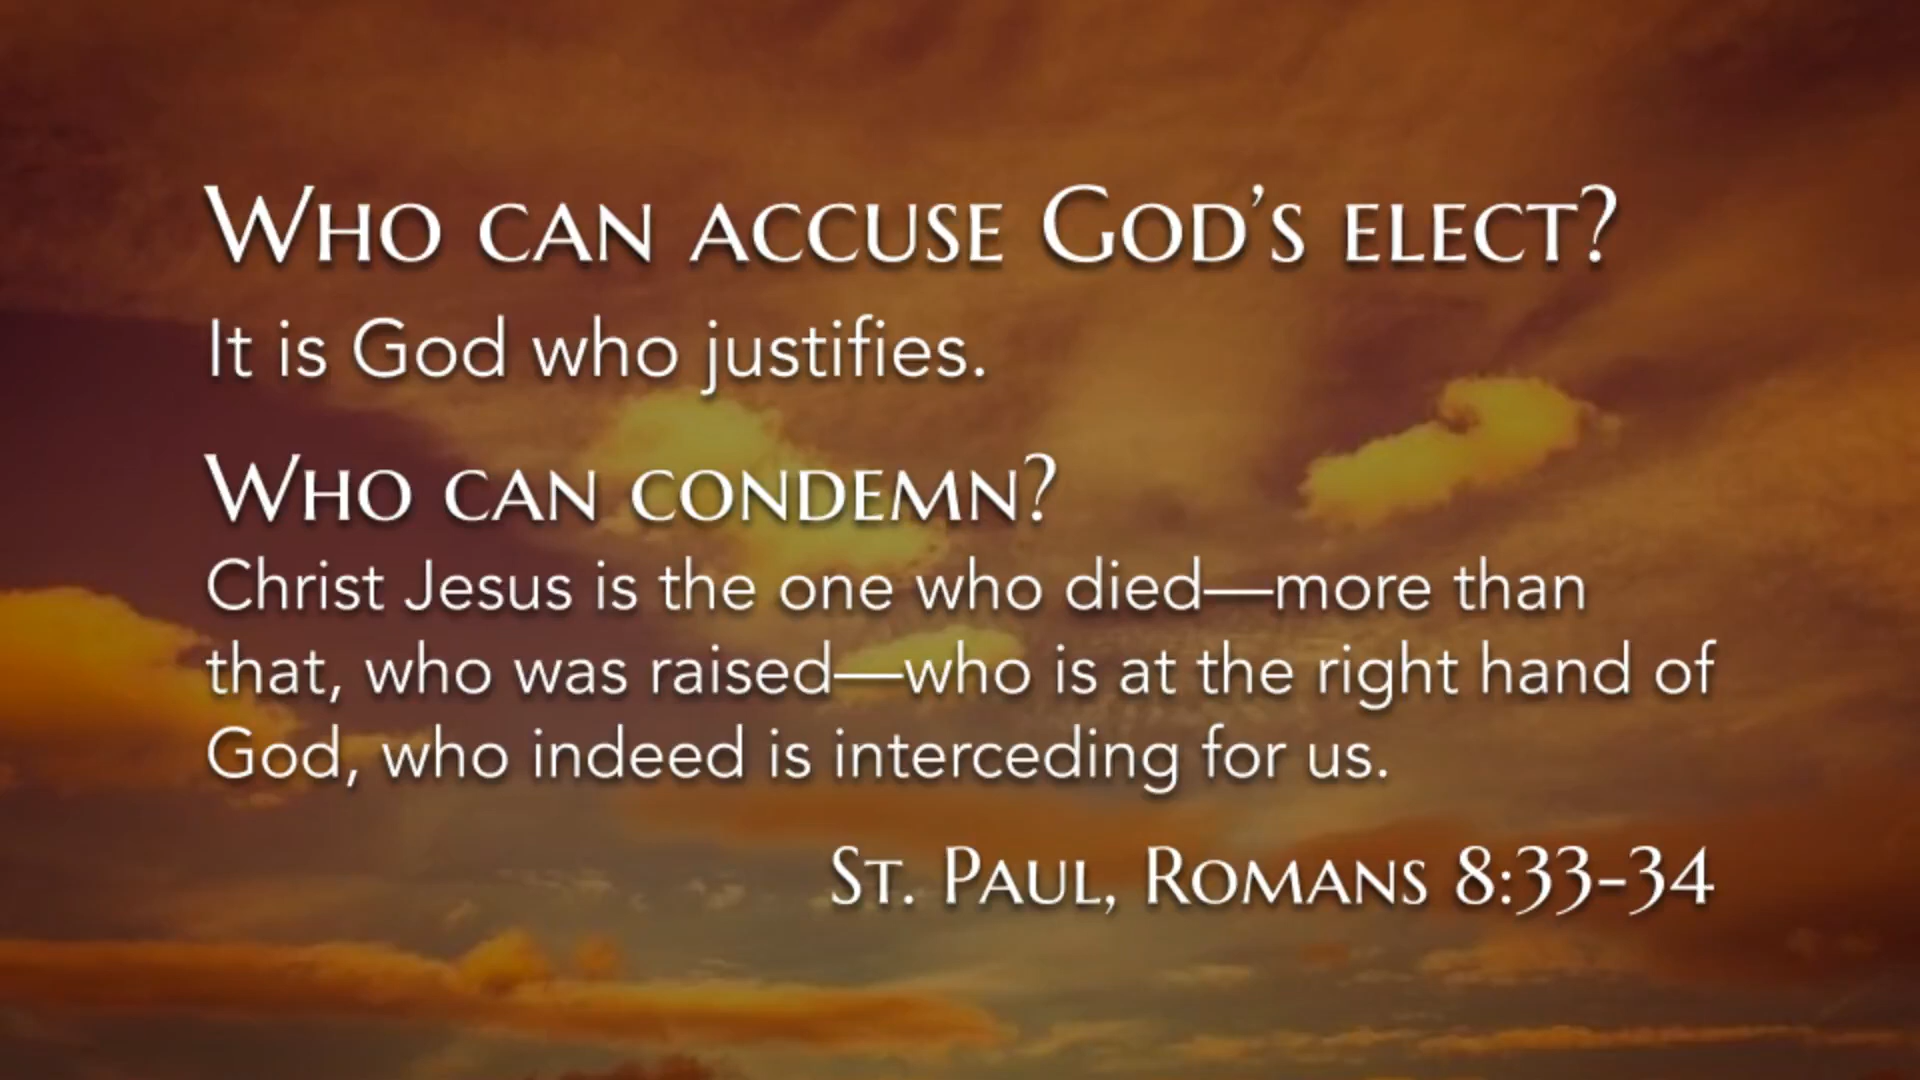 Who can accuse God's elect?
It is God who justifies.
Who can condemn?
Christ Jesus is the one who died—more than
that, who was raised—who is at the right hand of
God, who indeed is interceding for us.
St. Paul, Romans 8:33-34